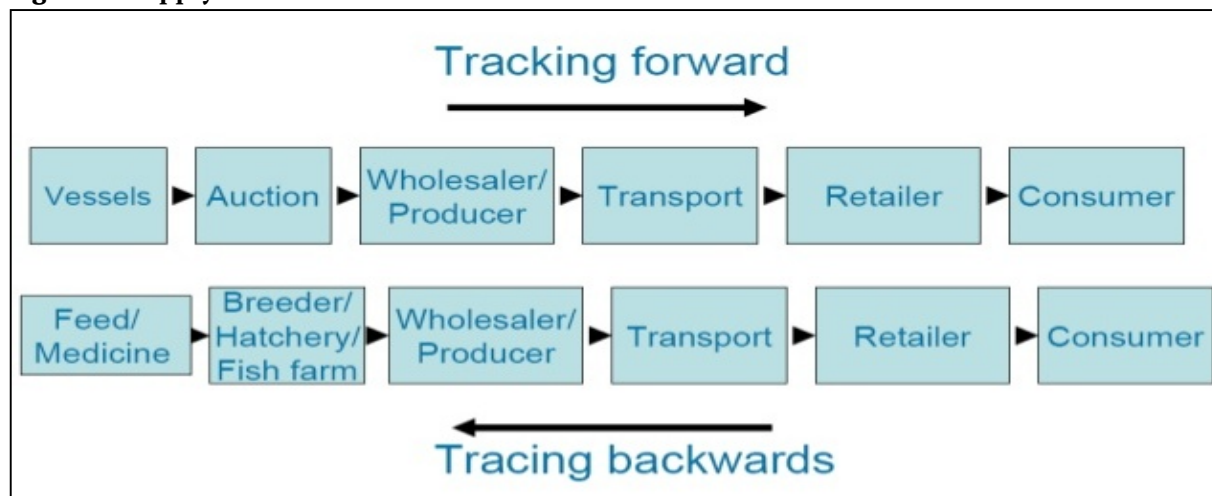 Tracking forward
Vessels
Auction
Wholesaler/
Producer
Transport
Retailer
Consumer
Feed/
Medicine
Breeder/
Hatchery/
Fish farm
Wholesaler/
Producer
Transport
Retailer
Consumer
Tracing backwards